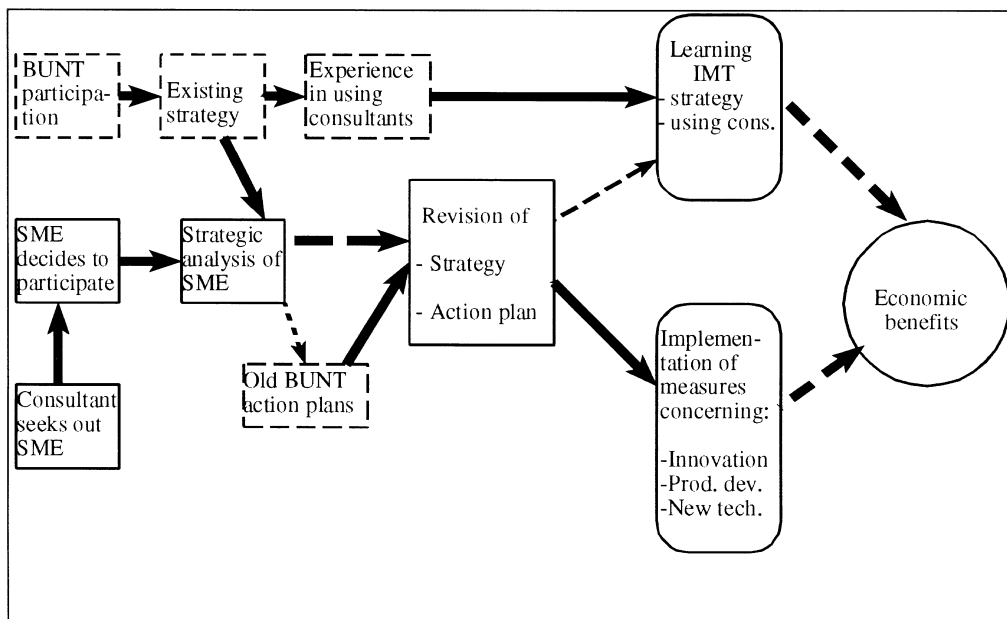 BUNT
participa-
tion
Existing
strategy
Experience
in using
consultants
Learning
IMT
- strategy
- using cons.
SME
decides to
participate
Strategic
analysis of
SME
Revision of
- Strategy
- Action plan
Economic
benefits
Consultant
seeks out
SME
Old BUNT
action plans
Implemen-
tation of
measures
concerning:
-Innovation
-Prod. dev.
-New tech.